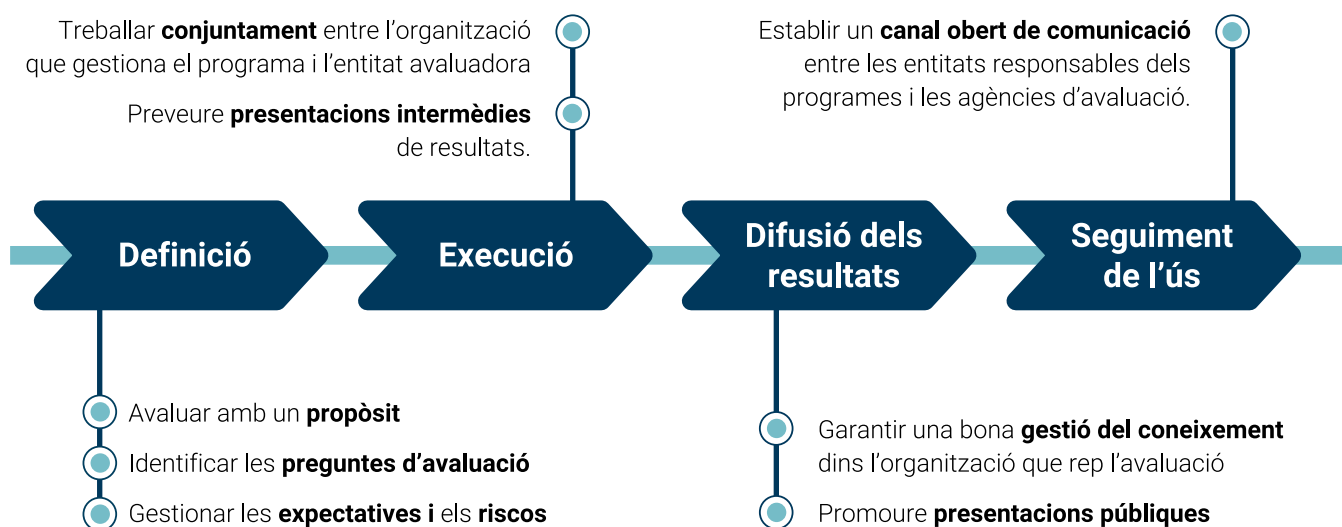 Treballar conjuntament entre l'organització
que gestiona el programa i l'entitat avaluadora
Preveure presentacions intermèdies
de resultats.
Establir un canal obert de comunicació
entre les entitats responsables dels
programes i les agències d'avaluació.
Definició
Execució
Difusió dels
resultats
Seguiment
de l'ús
Avaluar amb un propòsit
Identificar les preguntes d'avaluació
Gestionar les expectatives i els riscos
Garantir una bona gestió del coneixement
dins l'organització que rep l'avaluació
Promoure presentacions públiques